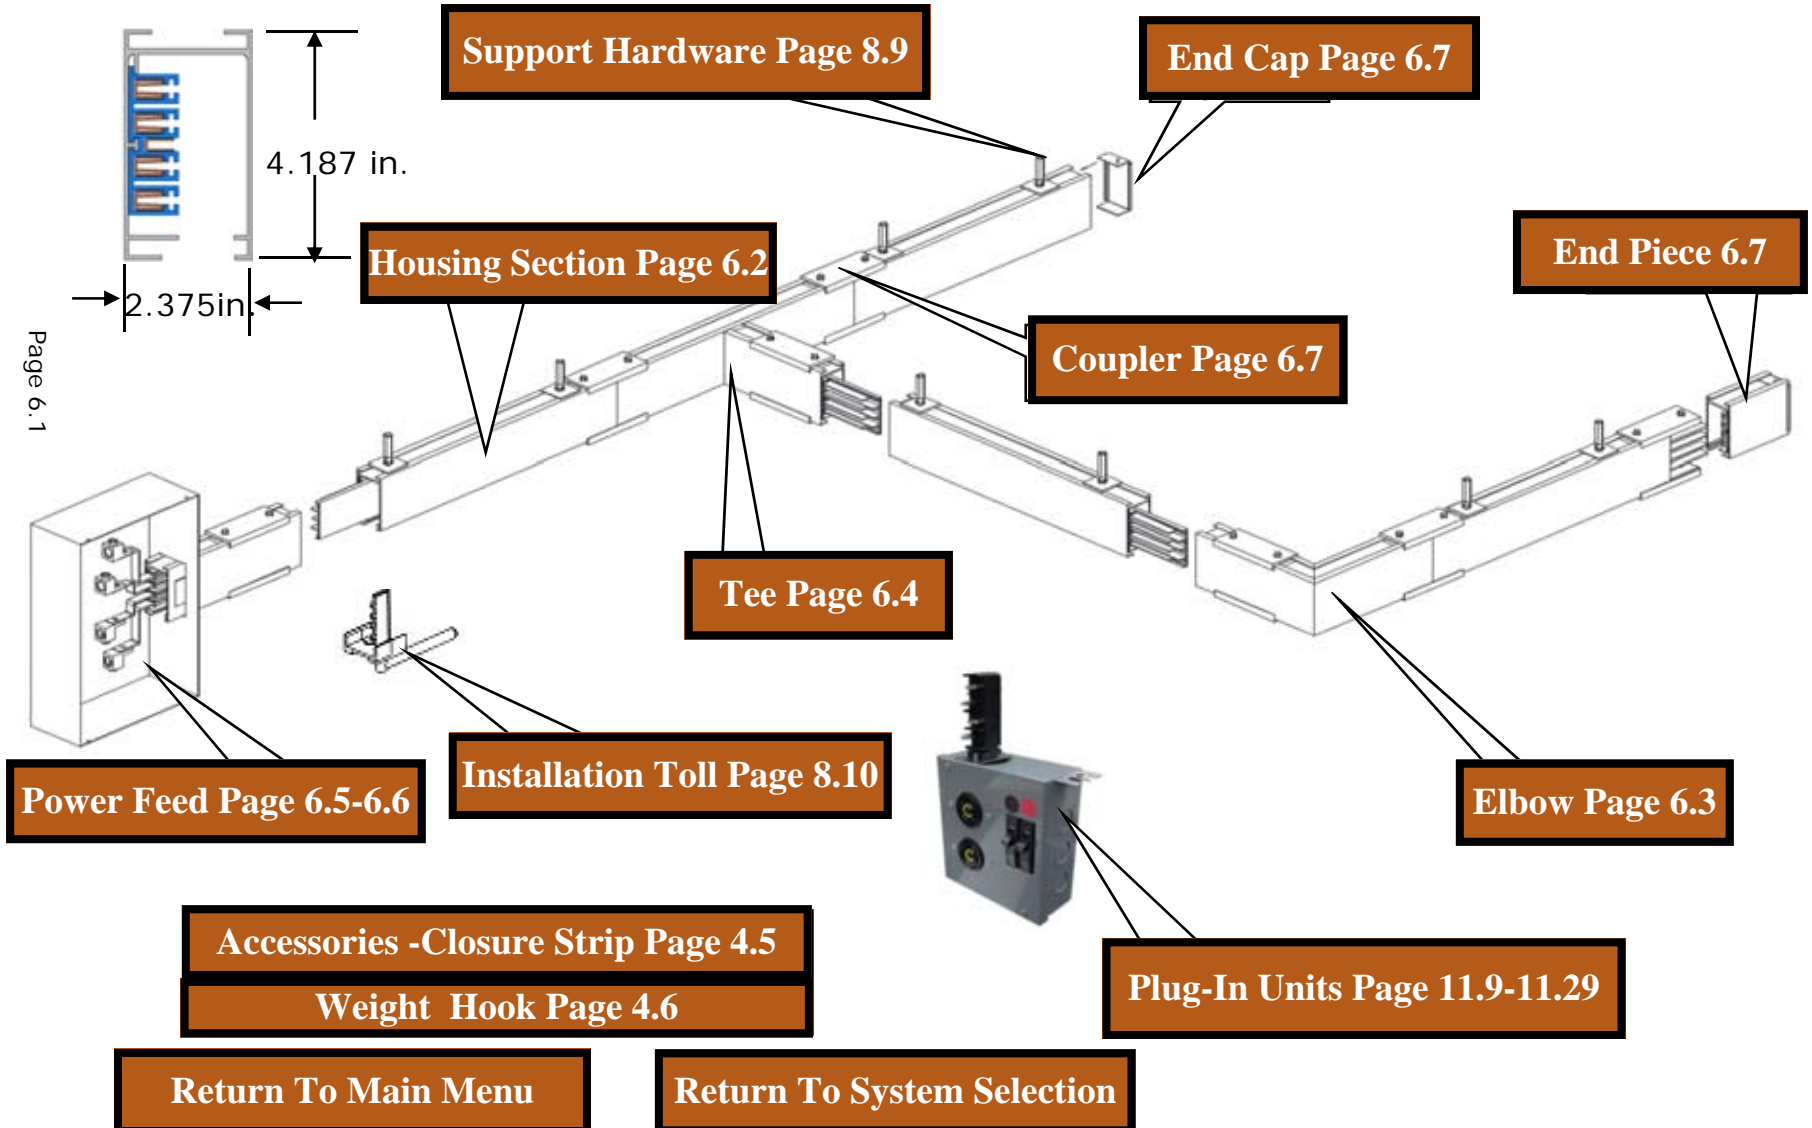 Support Hardware Page 8.9
End Cap Page 6.7
4.187 in.
Housing Section Page 6.2
End Piece 6.7
2.375in.
Page 6.1
Coupler Page 6.7
Tee Page 6.4
Installation Toll Page 8.10
Power Feed Page 6.5-6.6
Elbow Page 6.3
Accessories -Closure Strip Page 4.5
Plug-In Units Page 11.9-11.29
Weight  Hook Page 4.6
Return To Main Menu
Return To System Selection